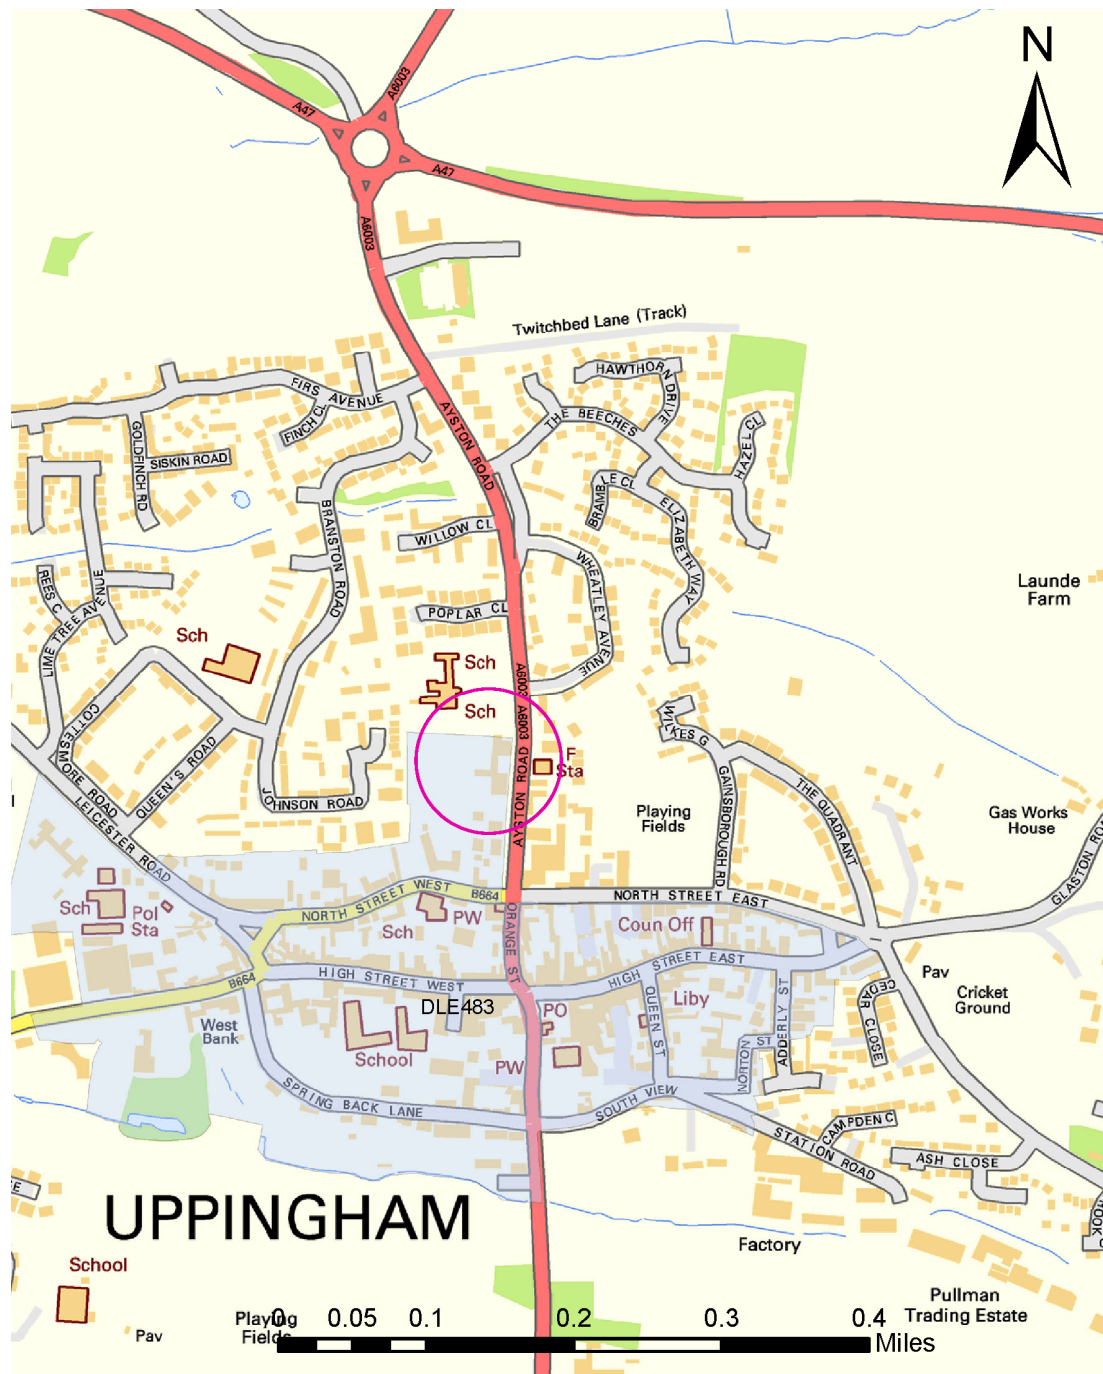 N
A6003
A47
A47
A6003
Twitchbed Lane (Track)
HAWTHORN DRIVE
FIRS AVENUE
FINCH CL
AYSTON ROAD
THE BEECHES
HAZEL CL
GOLDFINCH RD
SISKIN ROAD
BRAMBLE CL
ELIZABETH WAY
BRANSTON ROAD
WILLOW CL
WHEATLEY AVENUE
REES C
LIME TREE AVENUE
POPLAR CL
Launde
Farm
Sch
Sch
Sch
A6003
A6003
WILKES G
COTTESMORE ROAD
QUEEN'S ROAD
F
Sta
AYSTON ROAD
JOHNSON ROAD
LEICESTER ROAD
GAINSBOROUGH RD
THE QUADRANT
Playing
Fields
Gas Works
House
GLASTON ROA
NORTH STREET WEST
B664
NORTH STREET EAST
Sch
Pol
Sta
Sch
PW
ORANGE ST
Coun Off
HIGH STREET WEST
HIGH STREET EAST
B664
DLE483
QUEEN ST
Liby
ADDERLY ST
Pav
Cricket
Ground
CEDAR CLOSE
West
Bank
PO
School
PW
NORTON ST
SPRING BACK LANE
SOUTH VIEW
STATION ROAD
CAMPDEN C
ASH CLOSE
UPPINGHAM
Factory
School
Pullman
Trading Estate
Pav
Playing
Fields
0 0.05 0.1 0.2 0.3 0.4
Miles